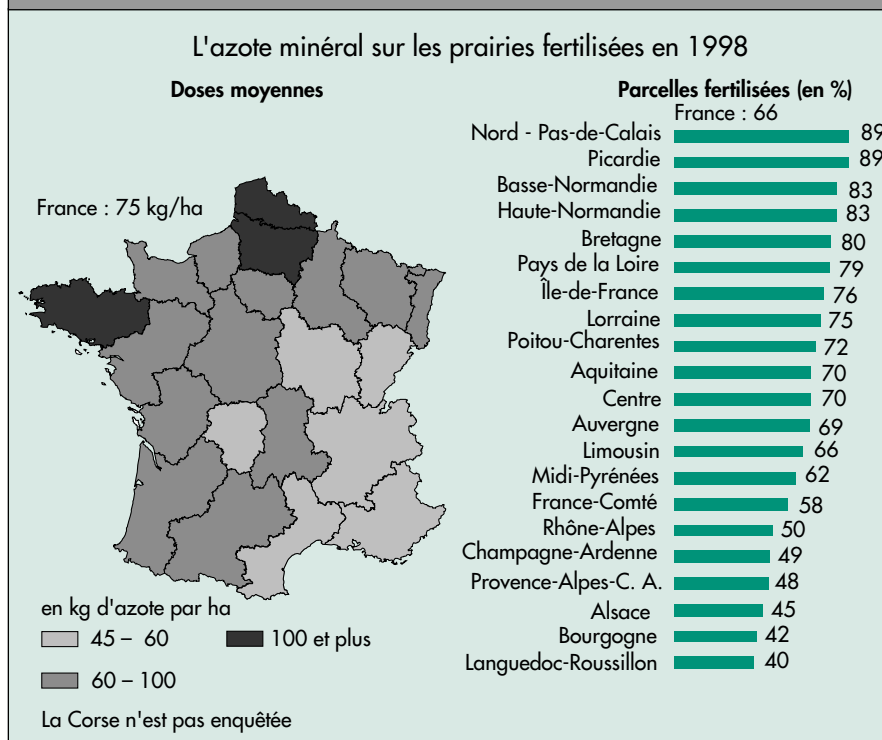 L'azote minéral sur les prairies fertilisées en 1998
Doses moyennes
France : 75 kg/ha
en kg d'azote par ha
45 – 60
100 et plus
60 – 100
La Corse n'est pas enquêtée
Parcelles fertilisées (en %)
France : 66
Nord - Pas-de-Calais 89
Picardie 89
Basse-Normandie 83
Haute-Normandie 83
Bretagne 80
Pays de la Loire 79
Île-de-France 76
Lorraine 75
Poitou-Charentes 72
Aquitaine 70
Centre 70
Auvergne 69
Limousin 66
Midi-Pyrénées 62
France-Comté 58
Rhône-Alpes 50
Champagne-Ardenne 49
Provence-Alpes-C. A. 48
Alsace 45
Bourgogne 42
Languedoc-Roussillon 40